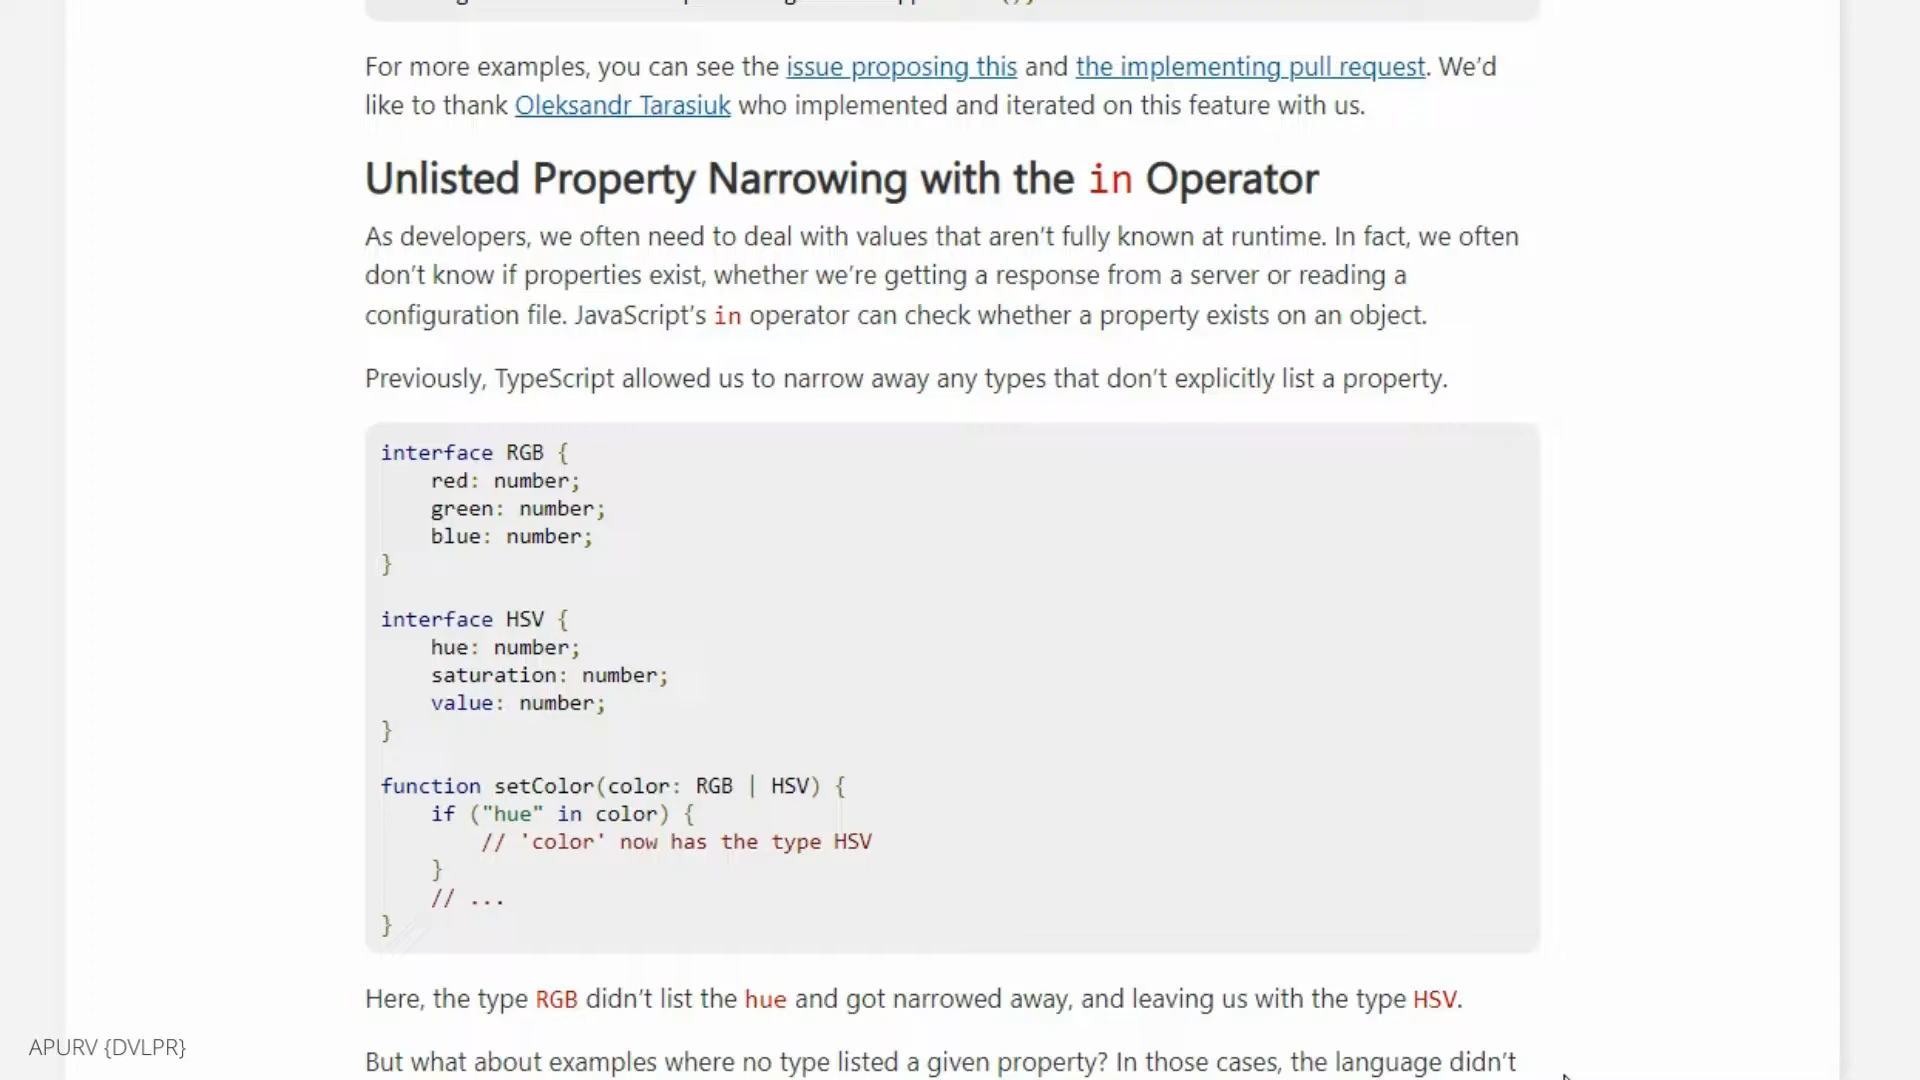 For more examples, you can see the issue proposing this and the implementing pull request. We’d
like to thank Oleksandr Tarasiuk who implemented and iterated on this feature with us.
Unlisted Property Narrowing with the in Operator
As developers, we often need to deal with values that aren’t fully known at runtime. In fact, we often
don’t know if properties exist, whether we’re getting a response from a server or reading a
configuration file. JavaScript’s in operator can check whether a property exists on an object.
Previously, TypeScript allowed us to narrow away any types that don’t explicitly list a property.
interface RGB {
    red: number;
    green: number;
    blue: number;
}
interface HSV {
    hue: number;
    saturation: number;
    value: number;
}
function setColor(color: RGB | HSV) {
    if ("hue" in color) {
        // 'color' now has the type HSV
    }
    // ...
}
Here, the type RGB didn’t list the hue and got narrowed away, and leaving us with the type HSV.
But what about examples where no type listed a given property? In those cases, the language didn’t
APURV {DVLPR}